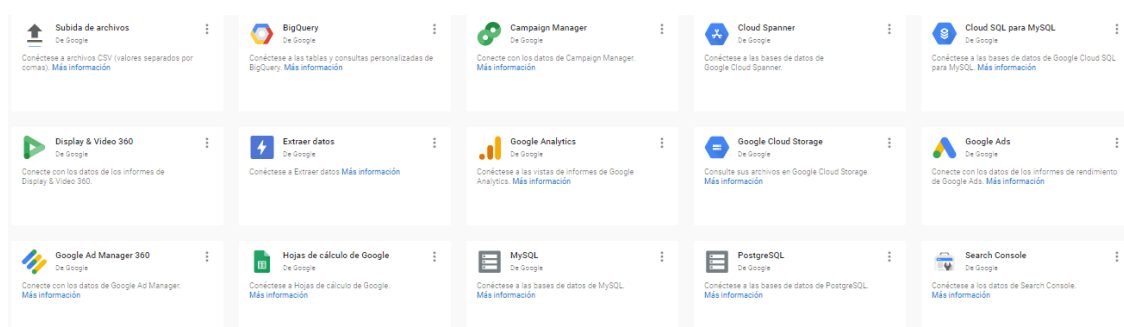 Subida de archivos
De Google
Conéctese a archivos CSV (valores separados por
comas). Más información
BigQuery
De Google
Conéctese a las tablas y consultas personalizadas de
BigQuery. Más información
Campaign Manager
De Google
Conecte con los datos de Campaign Manager.
Más información
Cloud Spanner
De Google
Conéctese a las bases de datos de
Google Cloud Spanner.
Cloud SQL para MySQL
De Google
Conéctese a las bases de datos de Google Cloud SQL
para MySQL. Más información
Display & Video 360
De Google
Conecte con los datos de los informes de
Display & Video 360.
Extraer datos
De Google
Conéctese a Extraer datos Más información
Google Analytics
De Google
Conéctese a las vistas de informes de Google
Analytics. Más información
Google Cloud Storage
De Google
Consulte sus archivos en Google Cloud Storage.
Más información
Google Ads
De Google
Conecte con los datos de los informes de rendimiento
de Google Ads. Más información
Google Ad Manager 360
De Google
Conecte con los datos de Google Ad Manager.
Más información
Hojas de cálculo de Google
De Google
Conéctese a Hojas de cálculo de Google.
Más información
MySQL
De Google
Conéctese a las bases de datos de MySQL.
Más información
PostgreSQL
De Google
Conéctese a las bases de datos de PostgreSQL.
Más información
Search Console
De Google
Conéctese a los datos de Search Console.
Más información